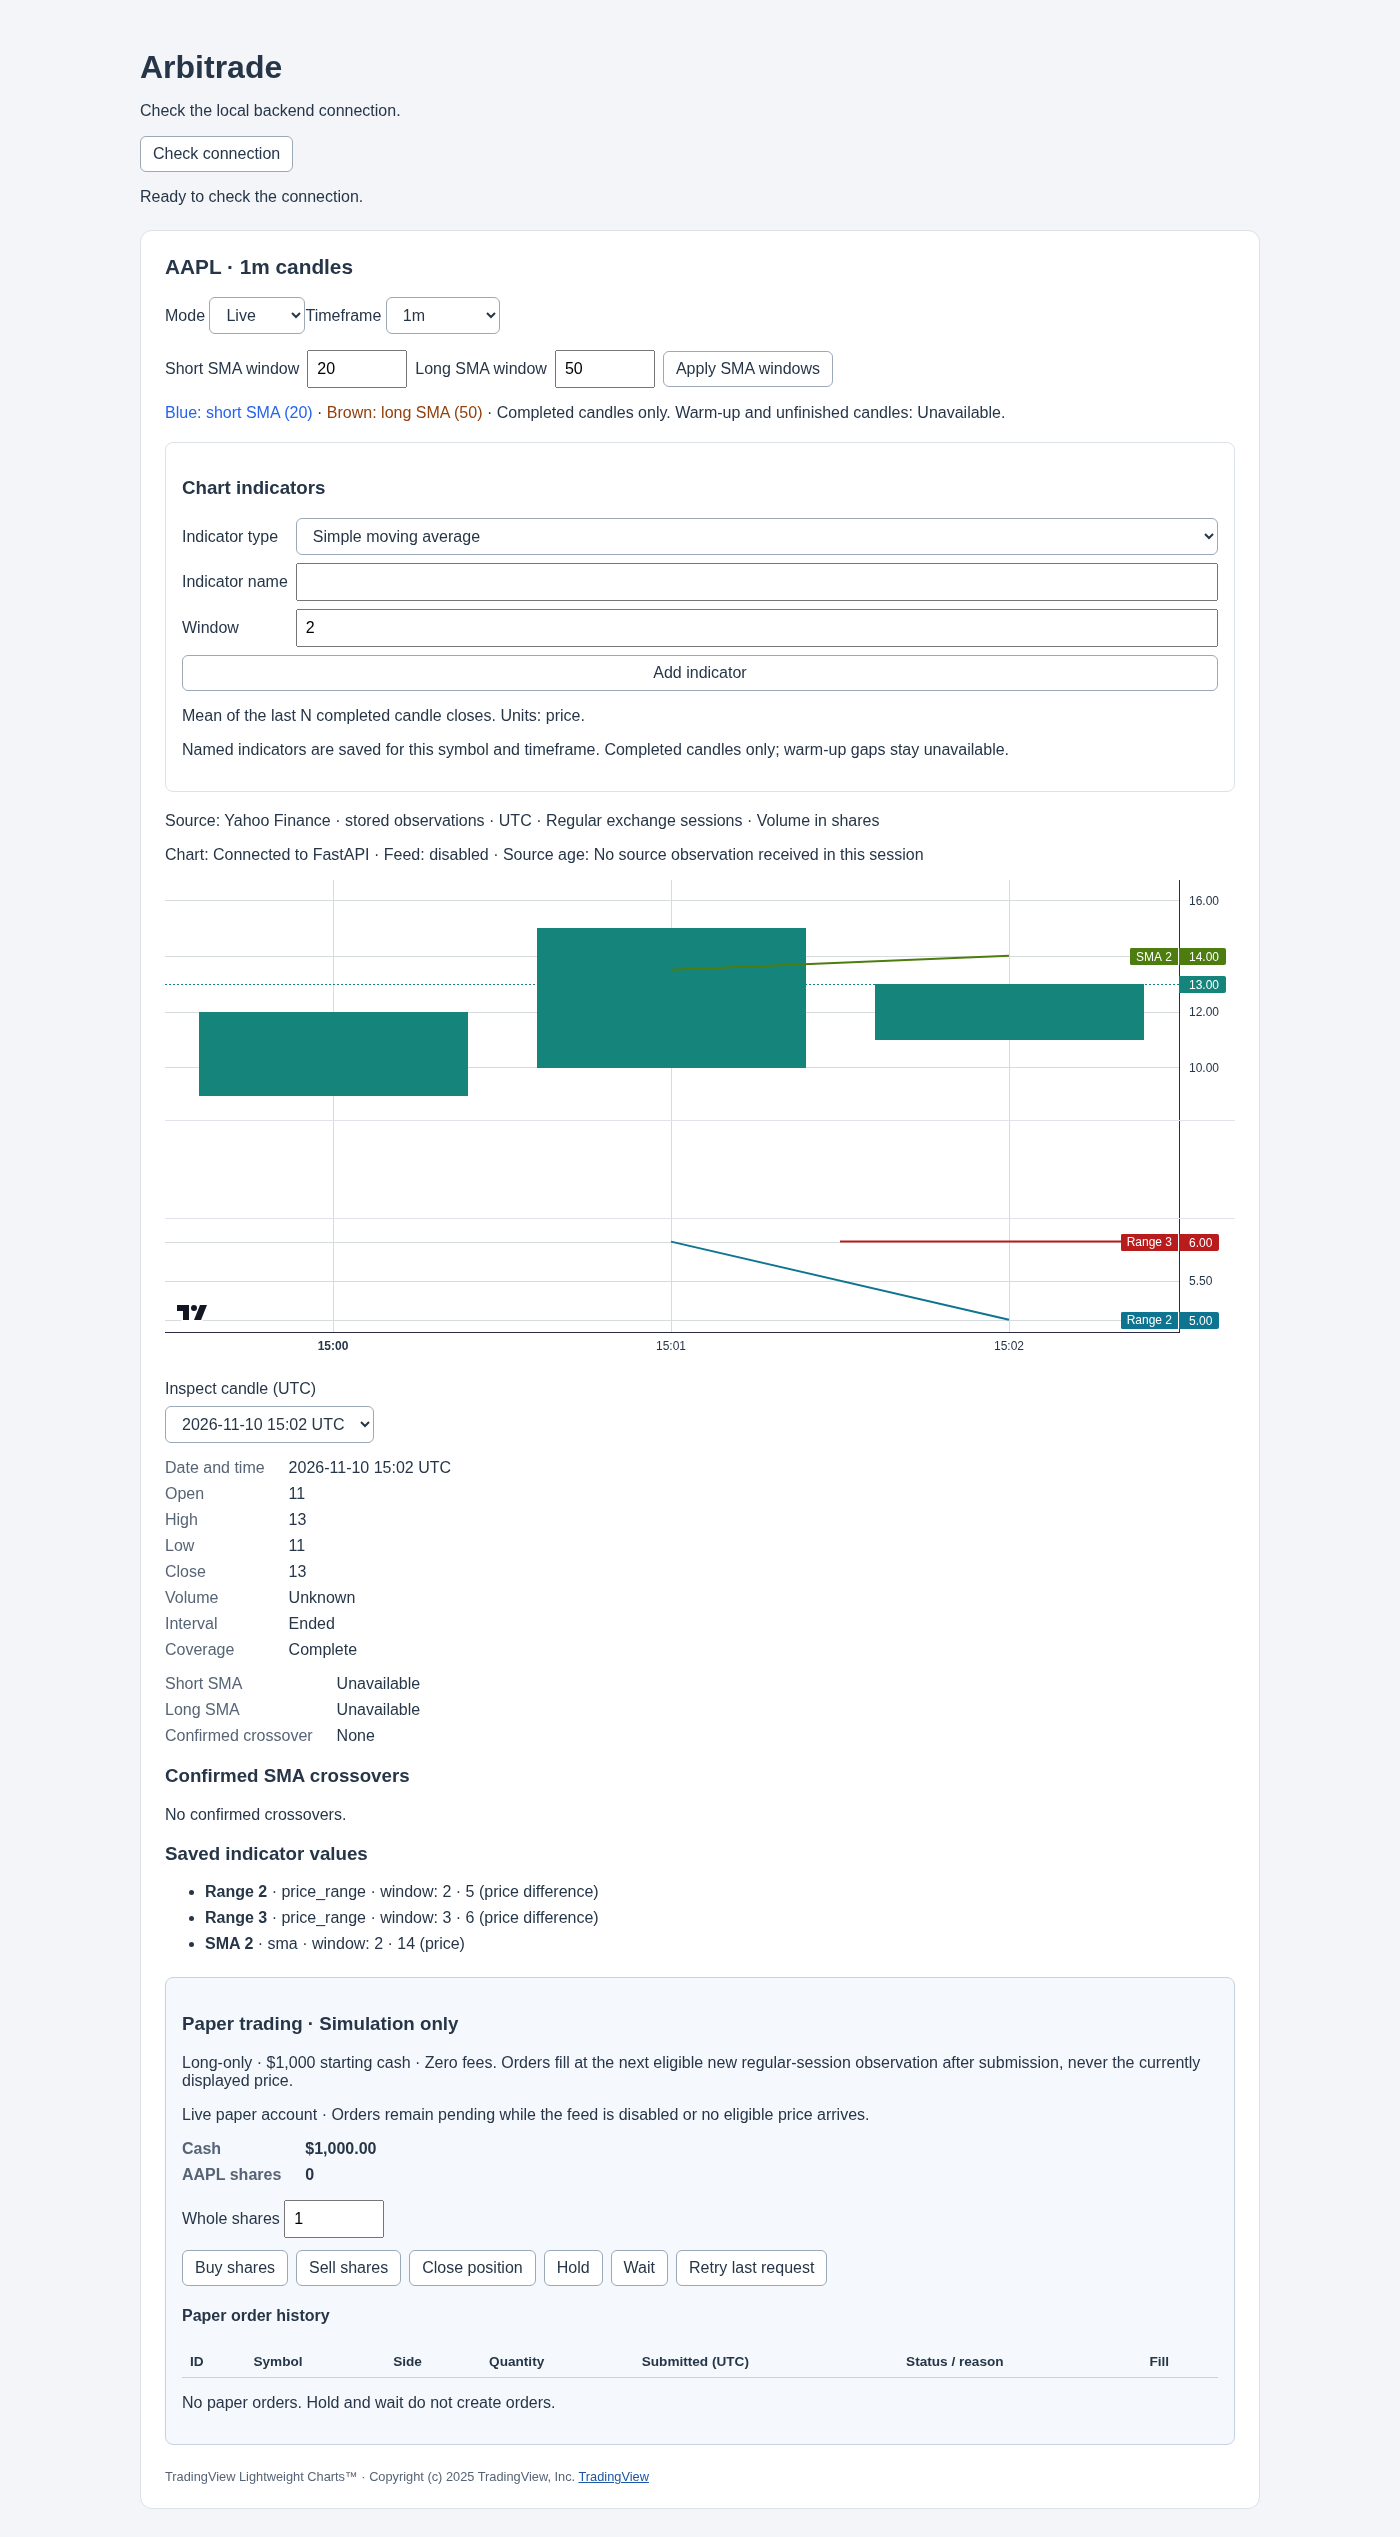 Arbitrade
Check the local backend connection.
Check connection
Ready to check the connection.
AAPL · 1m candles
Mode Live Timeframe 1m
Short SMA window 20 Long SMA window 50 Apply SMA windows
Blue: short SMA (20) · Brown: long SMA (50) · Completed candles only. Warm-up and unfinished candles: Unavailable.
Chart indicators
Indicator type Simple moving average
Indicator name
Window 2
Add indicator
Mean of the last N completed candle closes. Units: price.
Named indicators are saved for this symbol and timeframe. Completed candles only; warm-up gaps stay unavailable.
Source: Yahoo Finance · stored observations · UTC · Regular exchange sessions · Volume in shares
Chart: Connected to FastAPI · Feed: disabled · Source age: No source observation received in this session
16.00
SMA 2 14.00
13.00
12.00
10.00
Range 3 6.00
5.50
Range 2 5.00
15:00 15:01 15:02
Inspect candle (UTC)
2026-11-10 15:02 UTC
Date and time 2026-11-10 15:02 UTC
Open 11
High 13
Low 11
Close 13
Volume Unknown
Interval Ended
Coverage Complete
Short SMA Unavailable
Long SMA Unavailable
Confirmed crossover None
Confirmed SMA crossovers
No confirmed crossovers.
Saved indicator values
• Range 2 · price_range · window: 2 · 5 (price difference)
• Range 3 · price_range · window: 3 · 6 (price difference)
• SMA 2 · sma · window: 2 · 14 (price)
Paper trading · Simulation only
Long-only · $1,000 starting cash · Zero fees. Orders fill at the next eligible new regular-session observation after submission, never the currently
displayed price.
Live paper account · Orders remain pending while the feed is disabled or no eligible price arrives.
Cash $1,000.00
AAPL shares 0
Whole shares 1
Buy shares Sell shares Close position Hold Wait Retry last request
Paper order history
ID Symbol Side Quantity Submitted (UTC) Status / reason Fill
No paper orders. Hold and wait do not create orders.
TradingView Lightweight Charts™ · Copyright (c) 2025 TradingView, Inc. TradingView